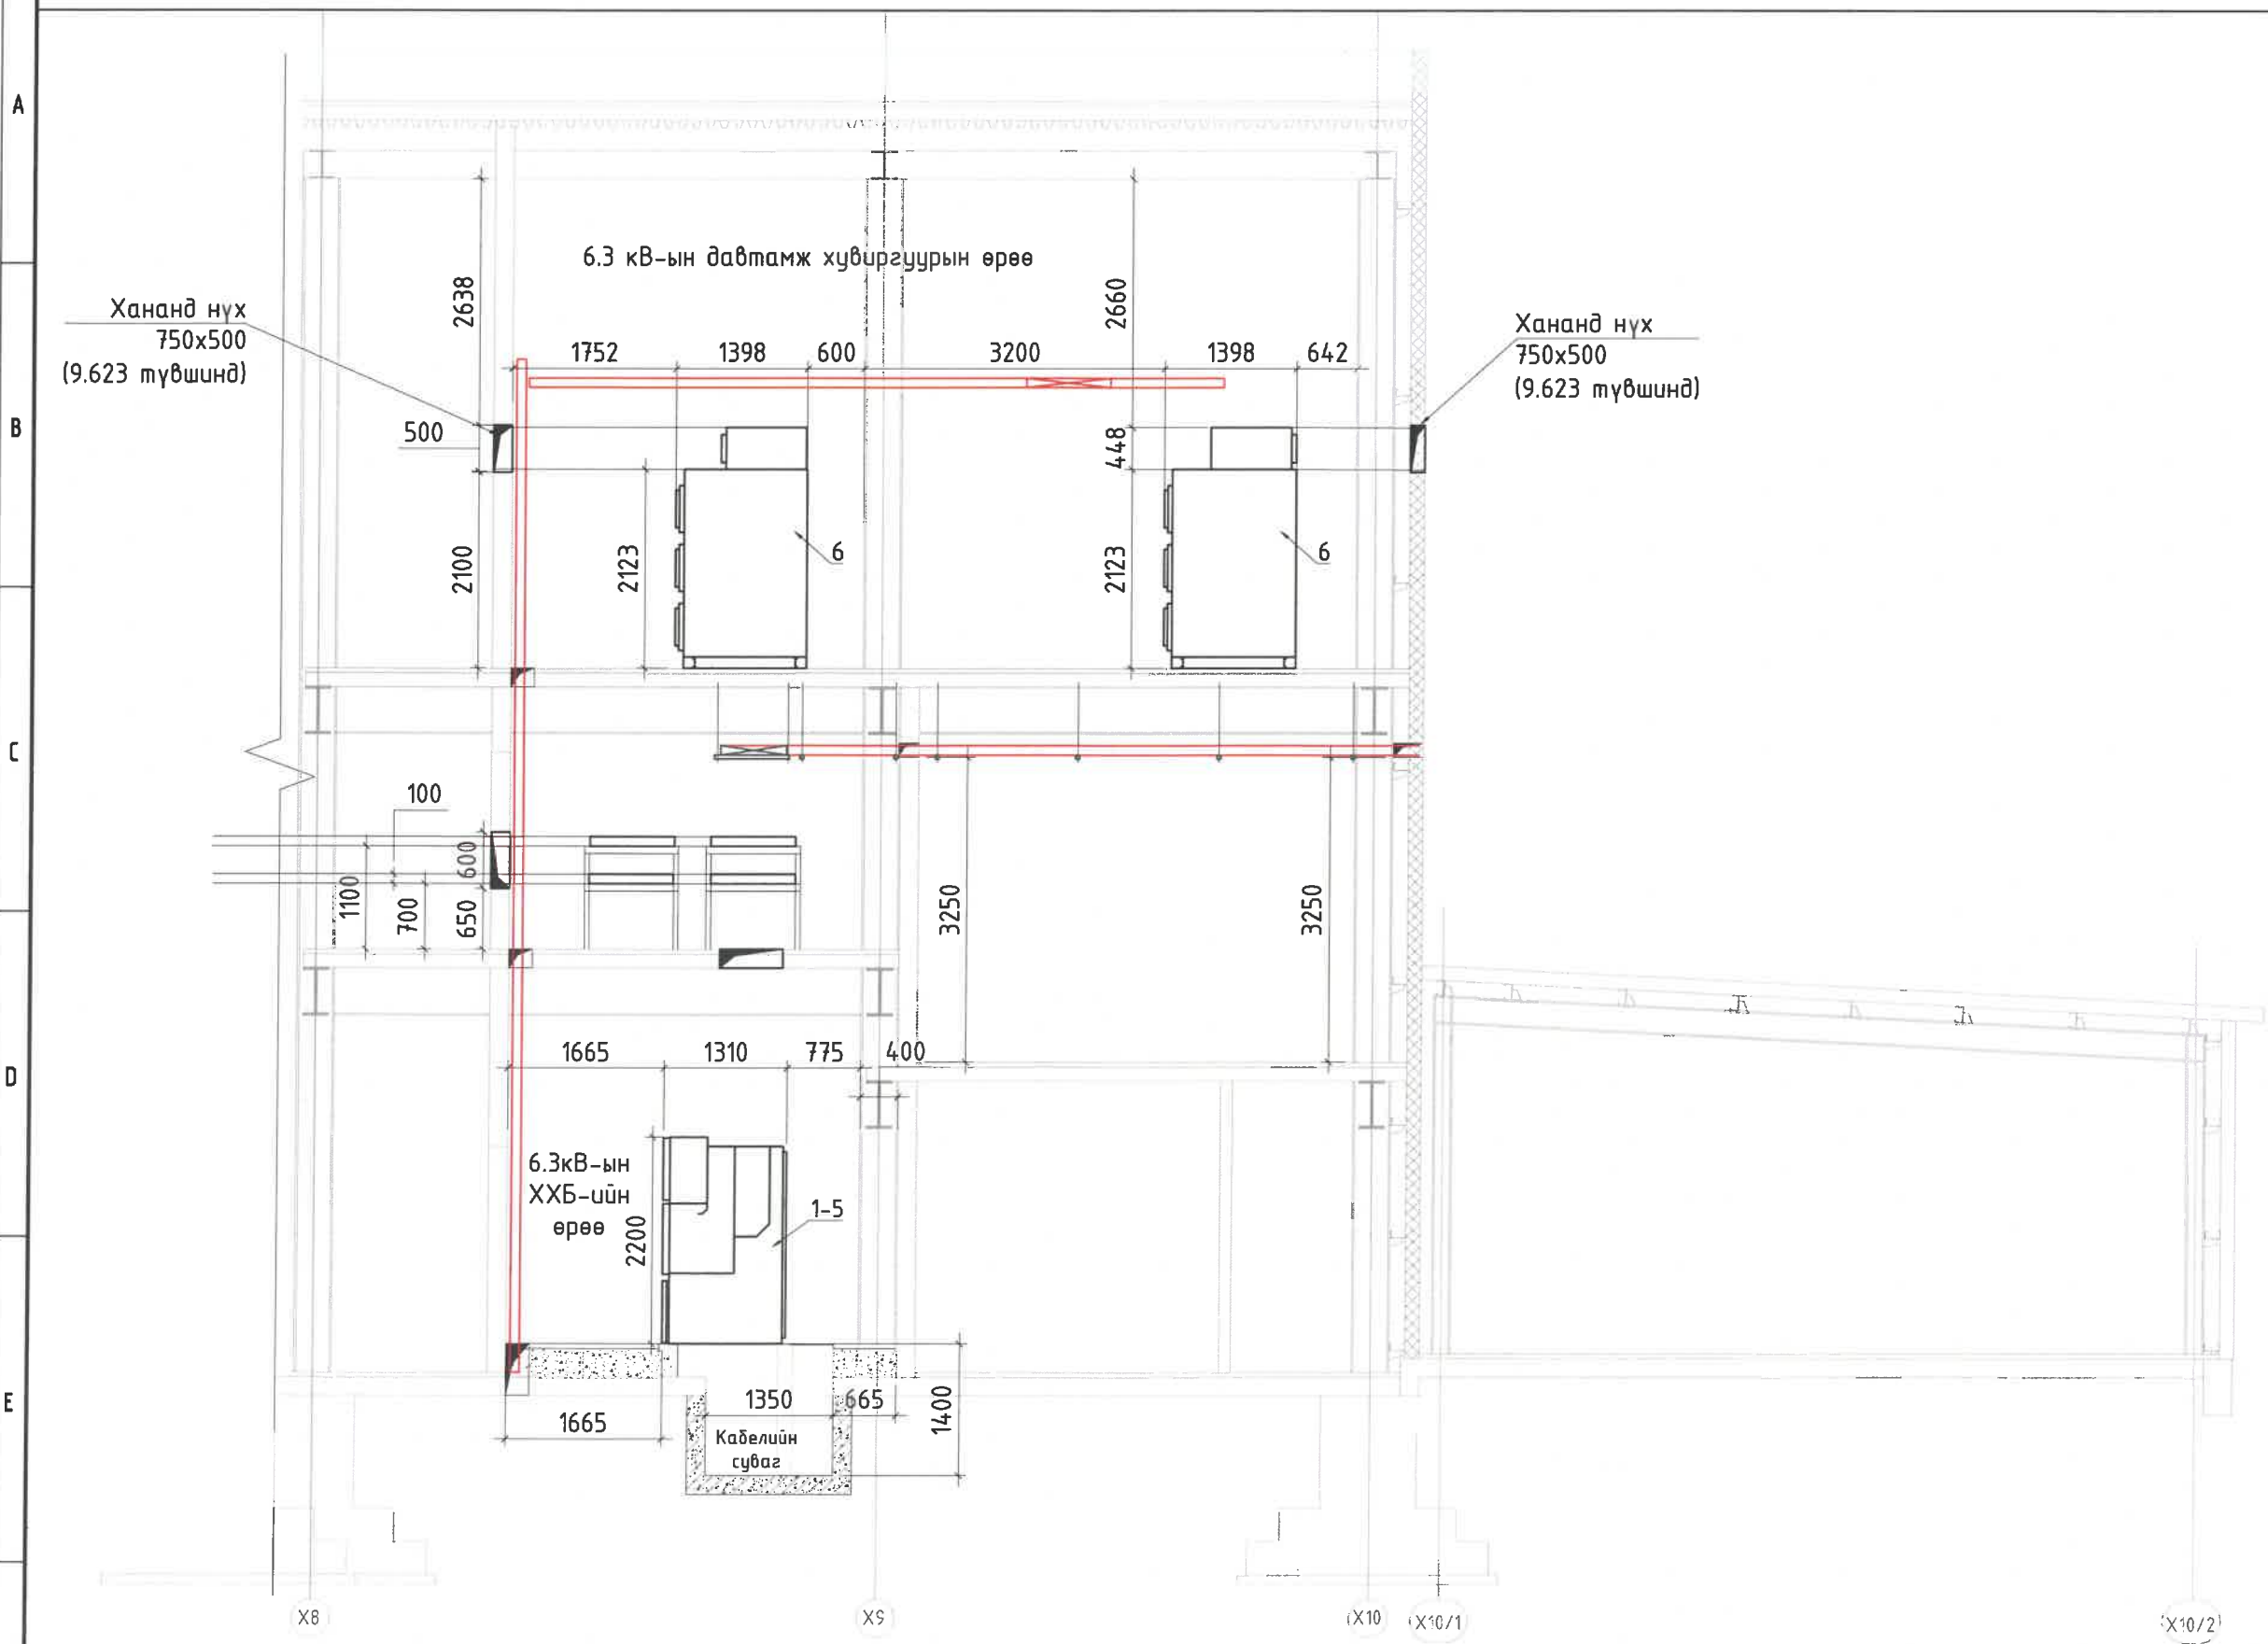 A
B
C
D
E
6.3 кВ-ын давтамж хувиргуурын өрөө
Хананд нүх
750x500
(9.623 түвшинд)
Хананд нүх
750x500
(9.623 түвшинд)
2638
2660
1752
1398
600
3200
1398
642
500
448
2100
2123
6
2123
6
100
600
1100
700
650
3250
3250
1665
1310
775
400
6.3кВ-ын
ХХБ-ийн
өрөө
2200
1-5
1350
665
1400
1665
Кабелийн
суваг
X8
X9
X10
X10/1
X10/2